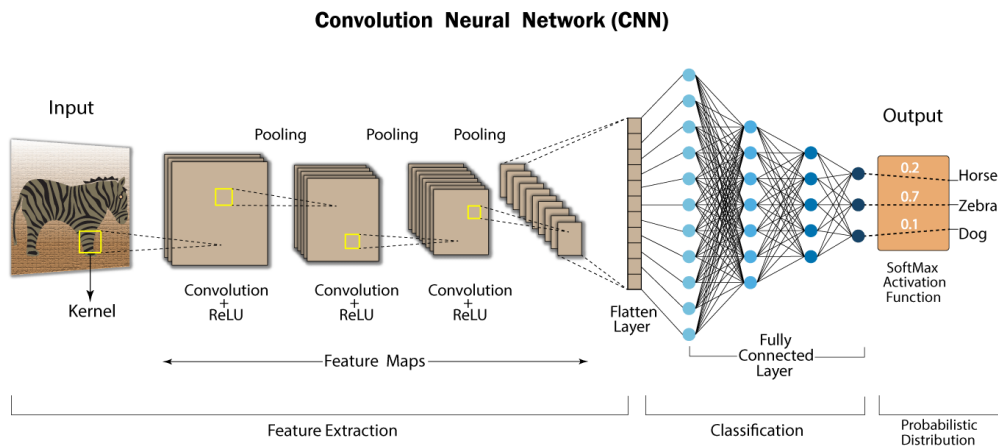 Convolution Neural Network (CNN)
Input
Kernel
Pooling
Pooling
Pooling
Convolution
+
ReLU
Convolution
+
ReLU
Convolution
+
ReLU
Feature Maps
Flatten
Layer
Fully
Connected
Layer
Output
0.2
Horse
0.7
Zebra
0.1
Dog
SoftMax
Activation
Function
Feature Extraction
Classification
Probabilistic
Distribution